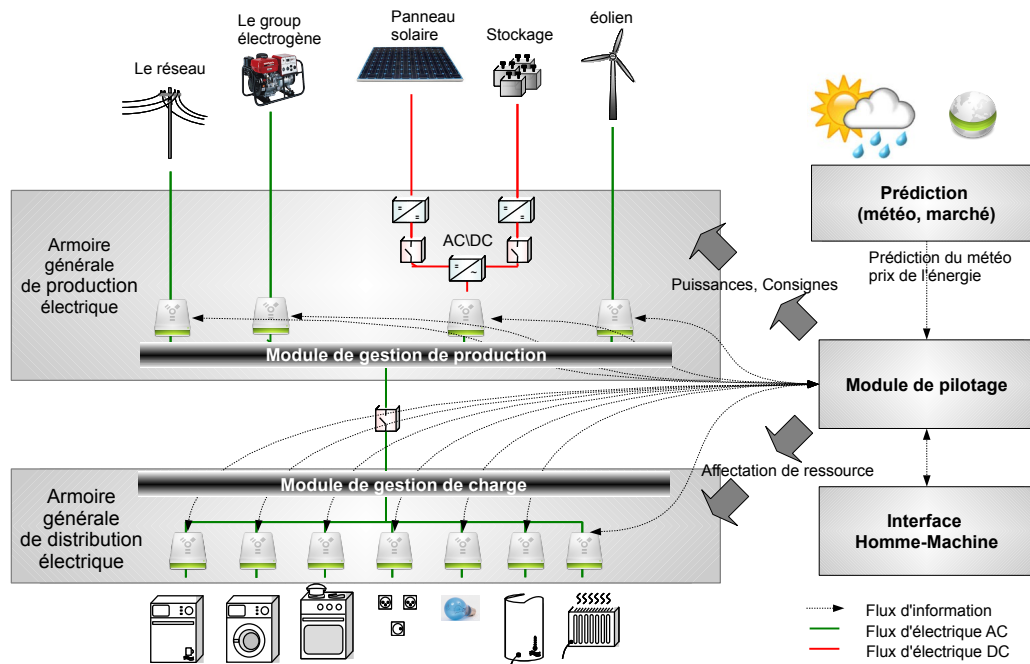 Le réseau
Le group
électrogène
Panneau
solaire
Stockage
éolien
Armoire
générale
de production
électrique
AC\DC
Module de gestion de production
Prédiction
(météo, marché)
Prédiction du météo
prix de l'énergie
Puissances, Consignes
Module de pilotage
Affectation de ressource
Interface
Homme-Machine
Armoire
générale
de distribution
électrique
Module de gestion de charge
Flux d'information
Flux d'électrique AC
Flux d'électrique DC